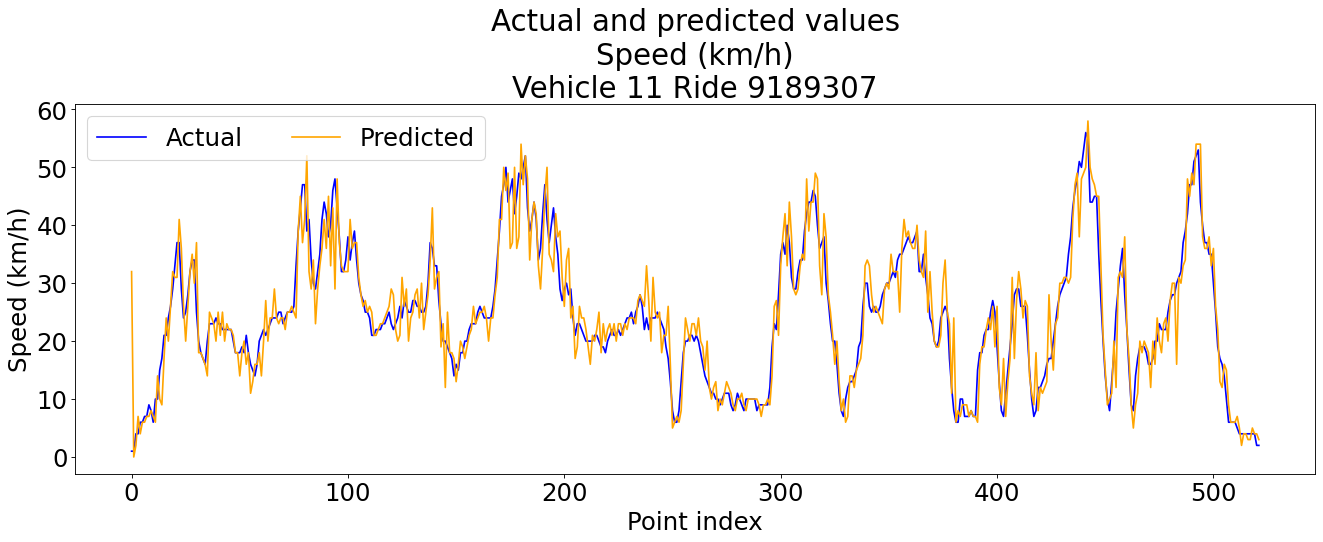 Actual and predicted values
Speed (km/h)
Vehicle 11 Ride 9189307
Actual
Predicted
Speed (km/h)
60
50
40
30
20
10
0
0 100 200 300 400 500
Point index